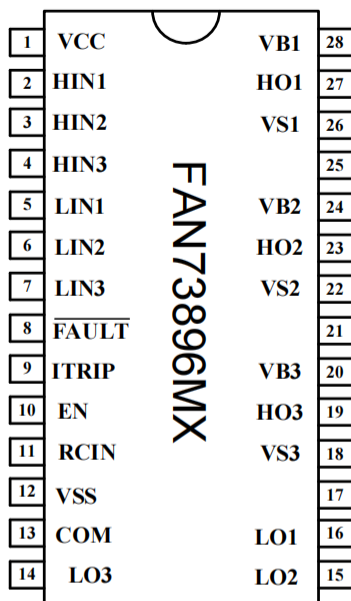 1 VCC VB1 28
2 HIN1 HO1 27
3 HIN2 VS1 26
4 HIN3 25
5 LIN1 VB2 24
6 LIN2 HO2 23
7 LIN3 VS2 22
8 FAULT 21
9 ITRIP VB3 20
10 EN HO3 19
11 RCIN VS3 18
12 VSS 17
13 COM LO1 16
14 LO3 LO2 15
FAN73896MX